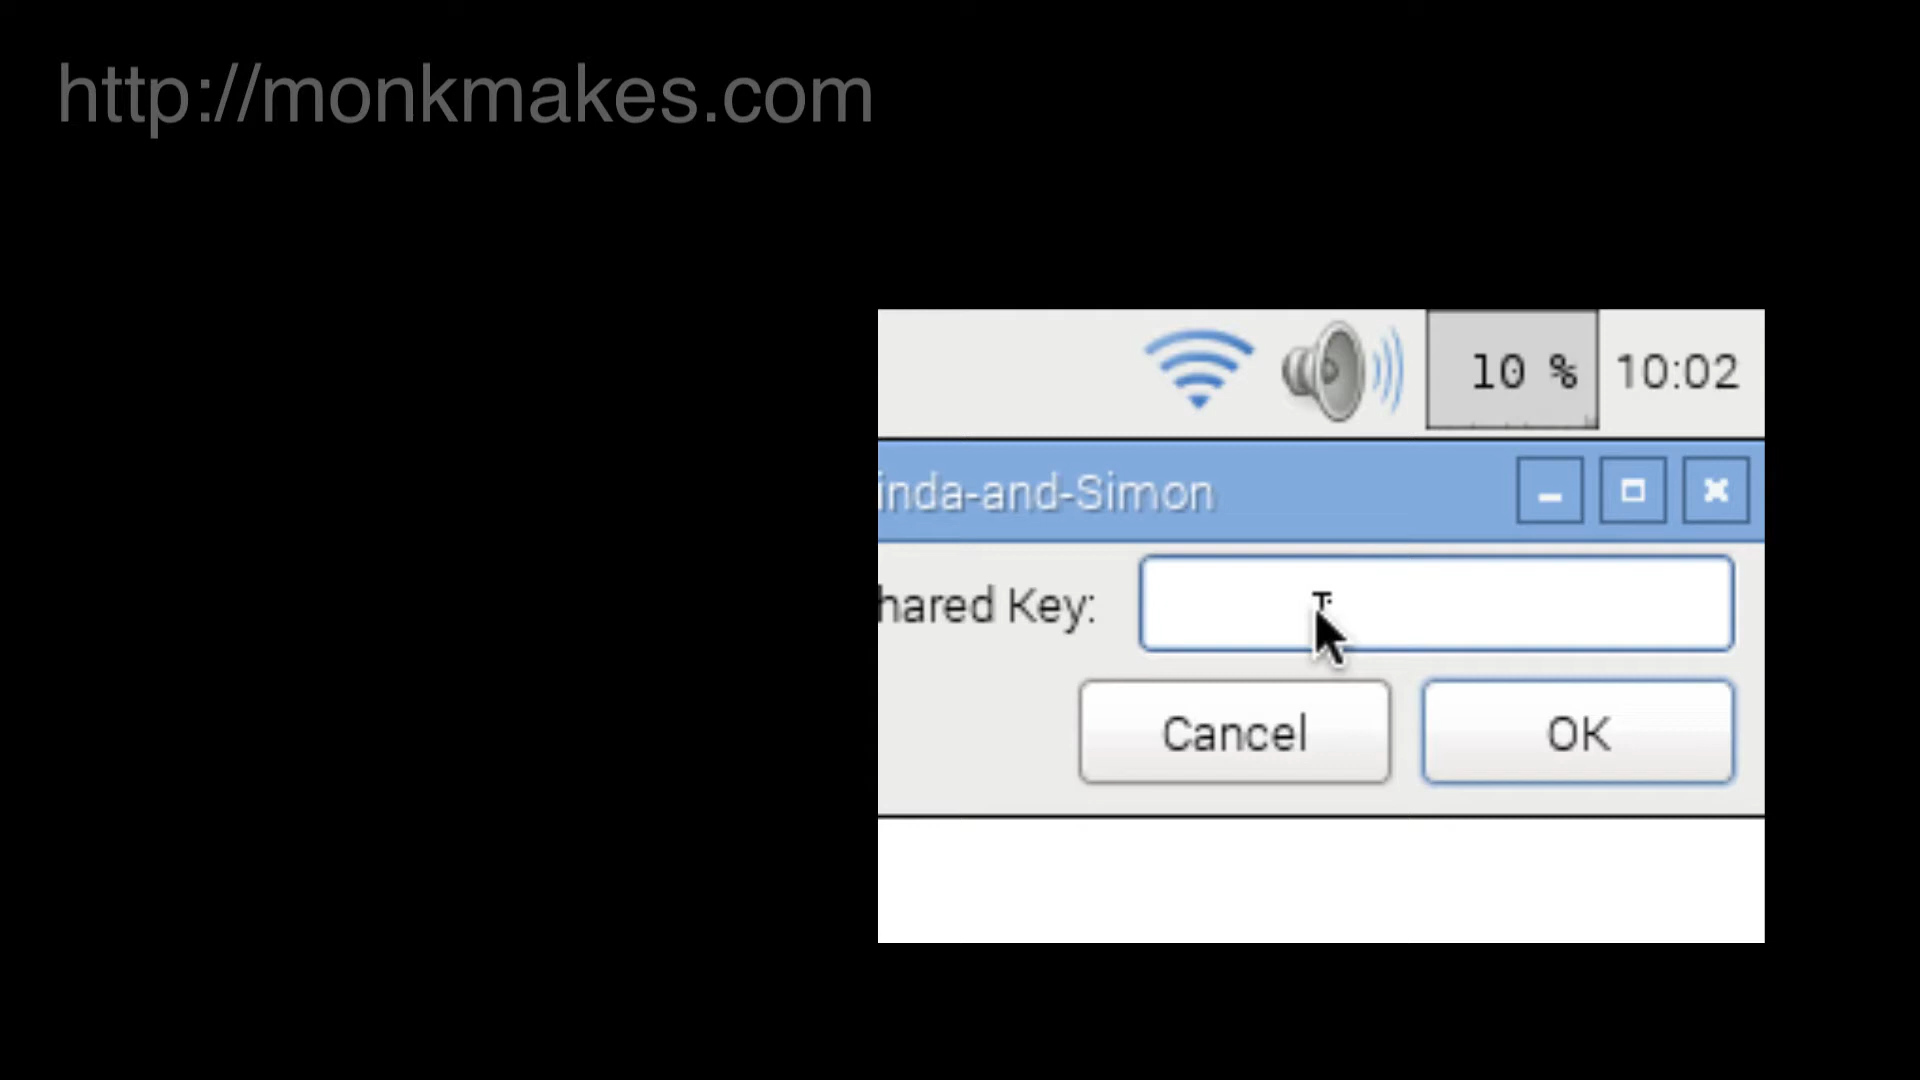 http://monkmakes.com
10 % 10:02
inda-and-Simon
hared Key:
Cancel OK